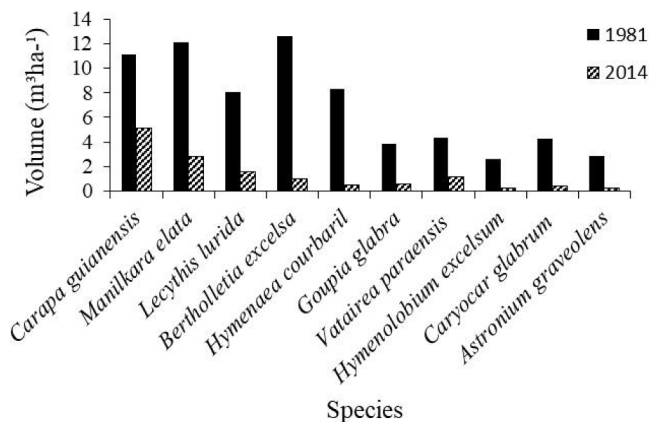 14
12
10
8
6
4
2
0
Volume (m³ha-¹)
1981
2014
Carapa guianensis
Manilkara elata
Lecythis lurida
Bertholletia excelsa
Hymenaea courbaril
Goupia glabra
Vatairea paraensis
Hymenolobium excelsum
Caryocar glabrum
Astronium graveolens
Species